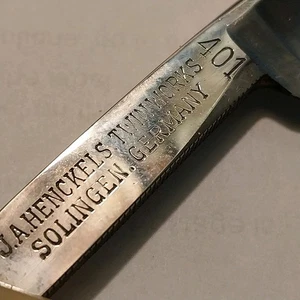 J.A.HENCKELS TWINWORKS 401
SOLINGEN.GERMANY